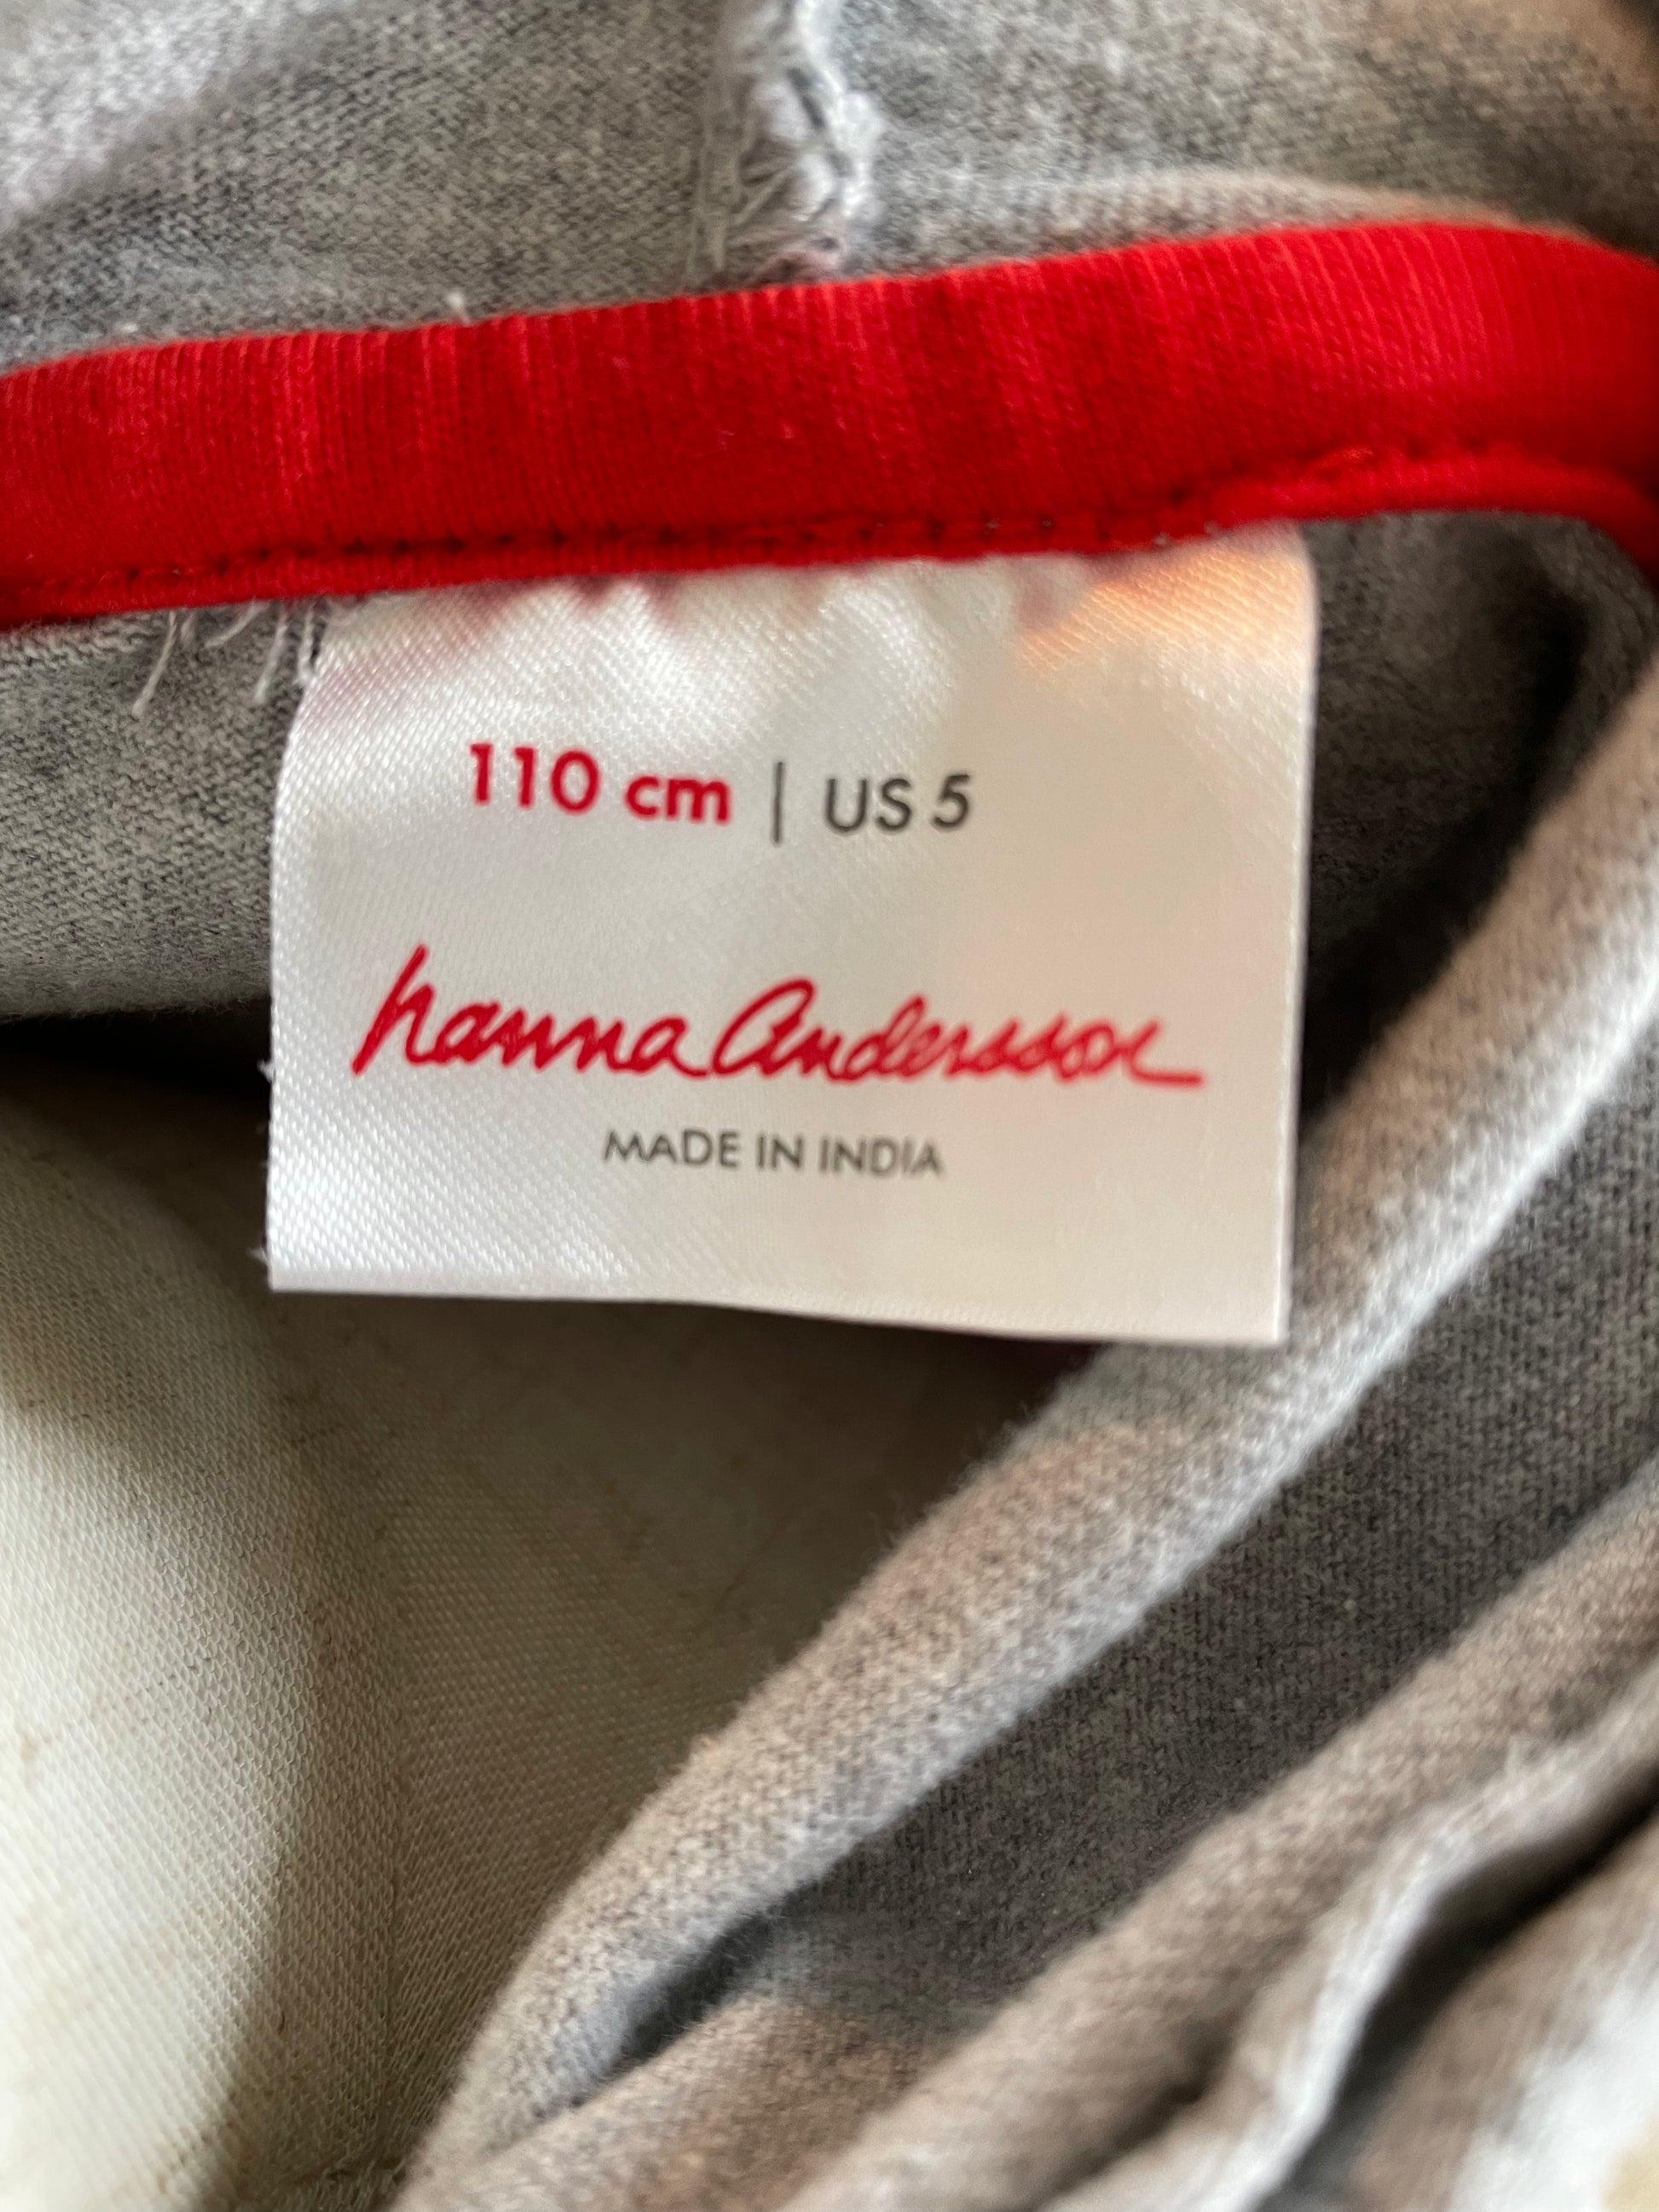 110 cm | US 5
hanna Andersson
MADE IN INDIA